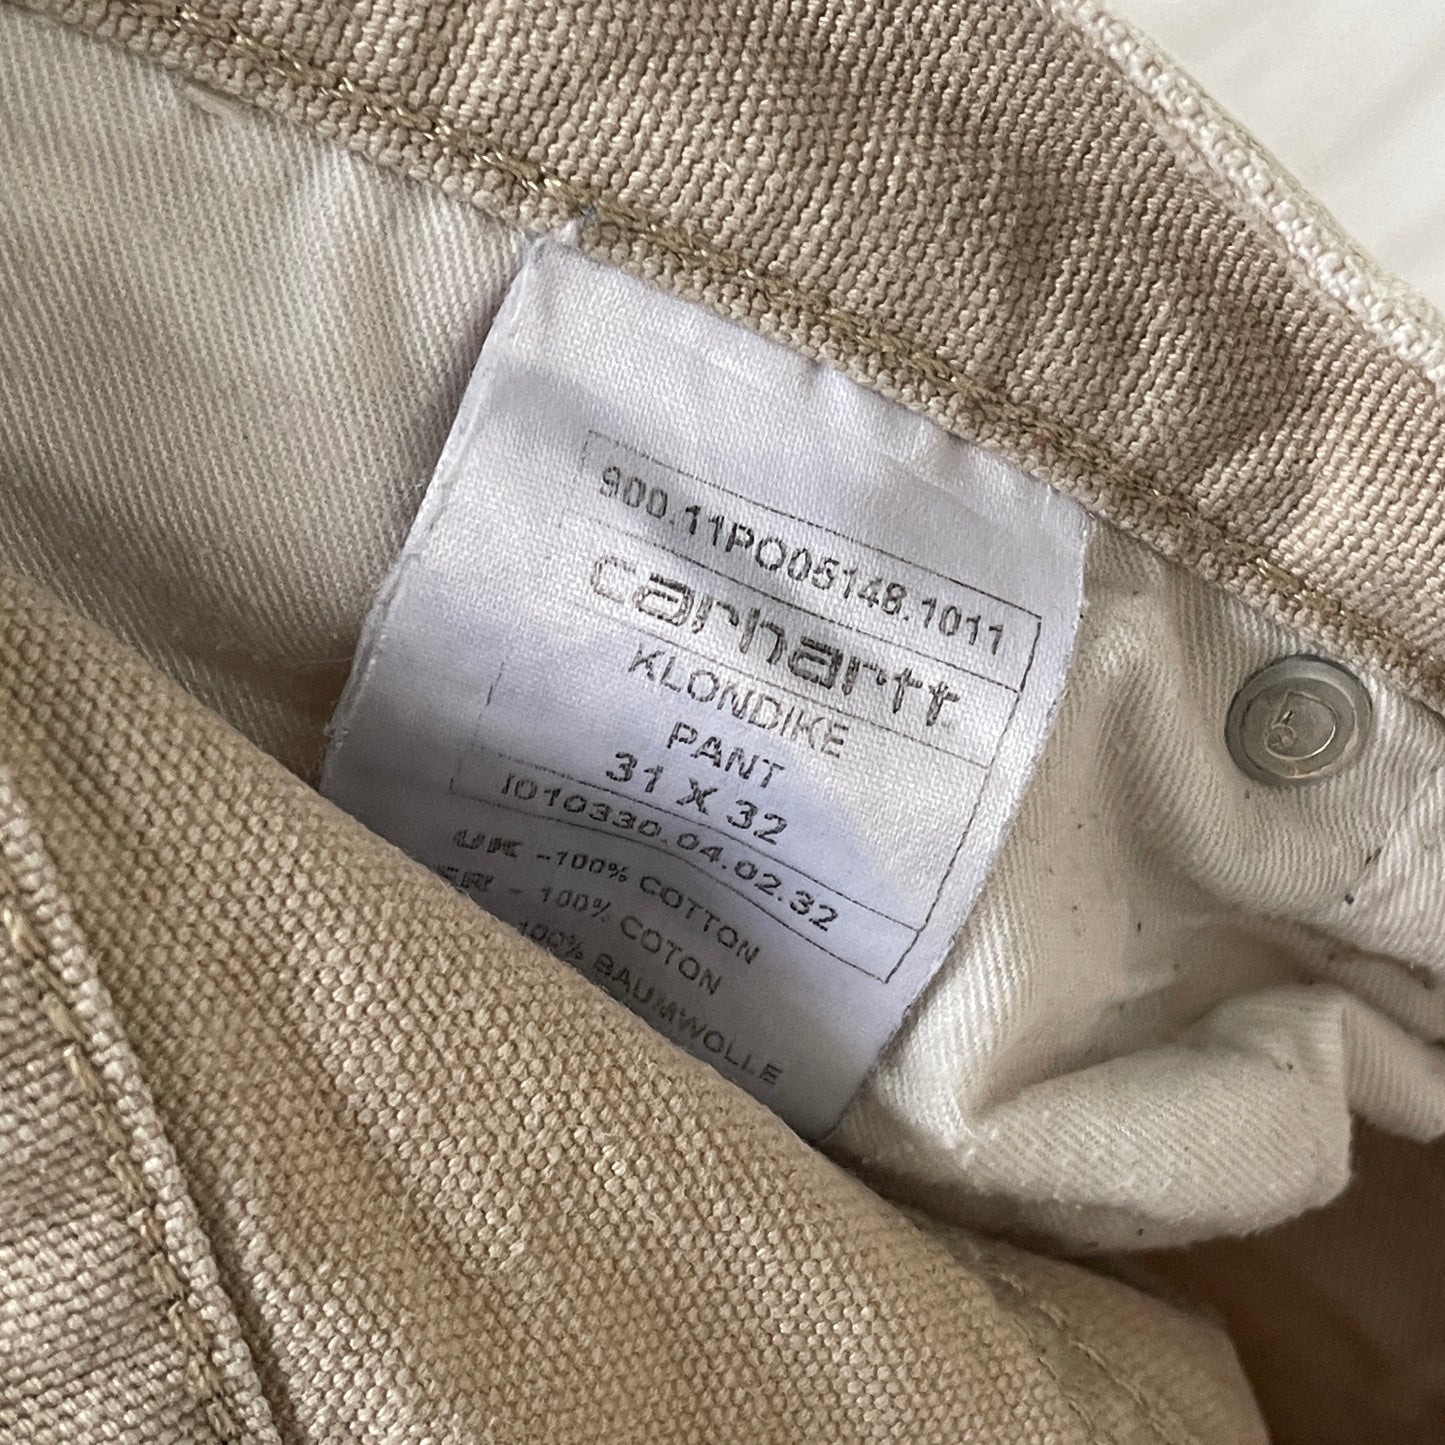 900.11PO05148.1011
carhartt
KLONDIKE
PANT
31 X 32
I010330.04.02.32
UK -100% COTTON
FR - 100% COTON
100% BAUMWOLLE